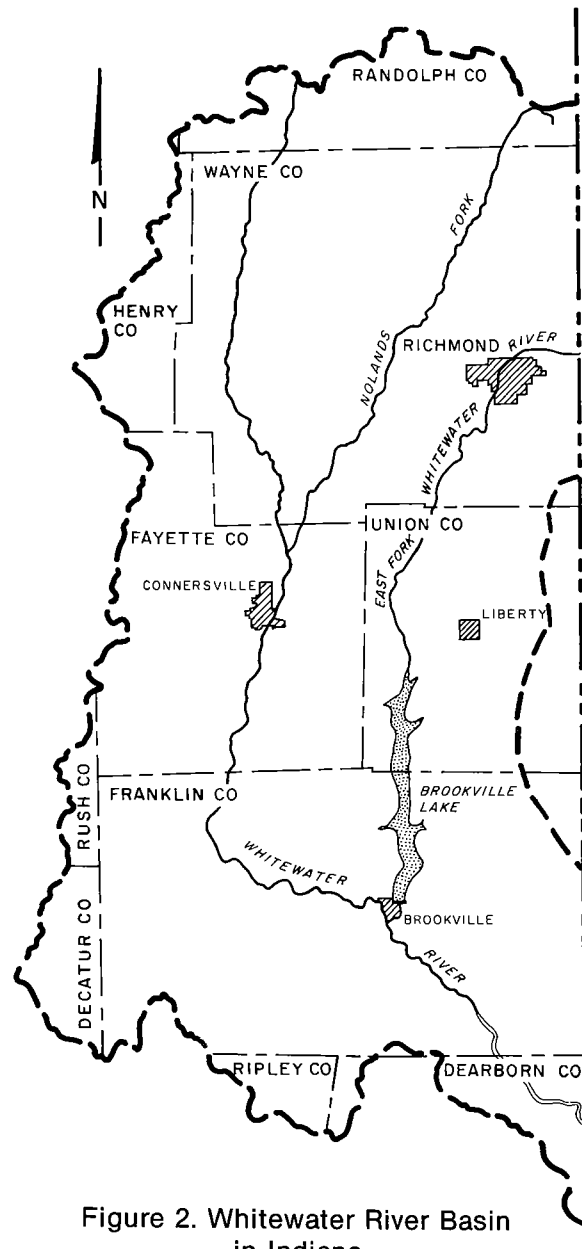 RANDOLPH CO
N
WAYNE CO
FORK
HENRY
CO
NOLANDS
RICHMOND
RIVER
WHITEWATER
FAYETTE CO
UNION CO
EAST FORK
CONNERSVILLE
LIBERTY
RUSH CO
FRANKLIN CO
BROOKVILLE
LAKE
WHITEWATER
BROOKVILLE
DECATUR CO
RIVER
RIPLEY CO
DEARBORN CO
Figure 2. Whitewater River Basin
in Indiana